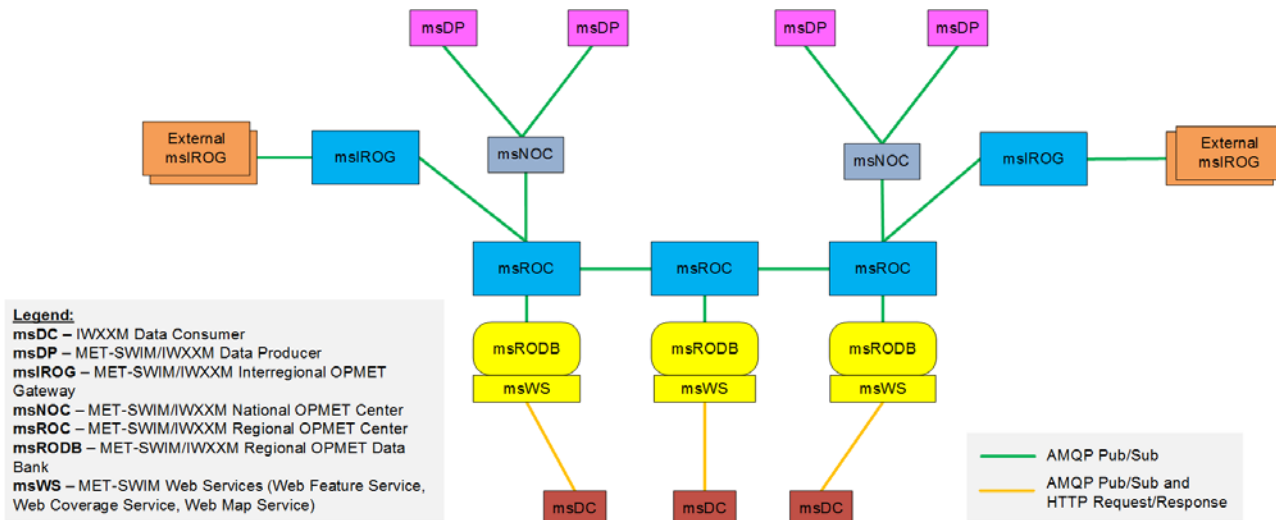 msDP
msDP
msDP
msDP
External
msIROG
msIROG
msNOC
msNOC
msIROG
External
msIROG
msROC
msROC
msROC
Legend:
msDC – IWXXM Data Consumer
msDP – MET-SWIM/IWXXM Data Producer
msIROG – MET-SWIM/IWXXM Interregional OPMET
Gateway
msNOC – MET-SWIM/IWXXM National OPMET Center
msROC – MET-SWIM/IWXXM Regional OPMET Center
msRODB – MET-SWIM/IWXXM Regional OPMET Data
Bank
msWS – MET-SWIM Web Services (Web Feature Service,
Web Coverage Service, Web Map Service)
msRODB
msRODB
msRODB
msWS
msWS
msWS
msDC
msDC
msDC
AMQP Pub/Sub
AMQP Pub/Sub and
HTTP Request/Response